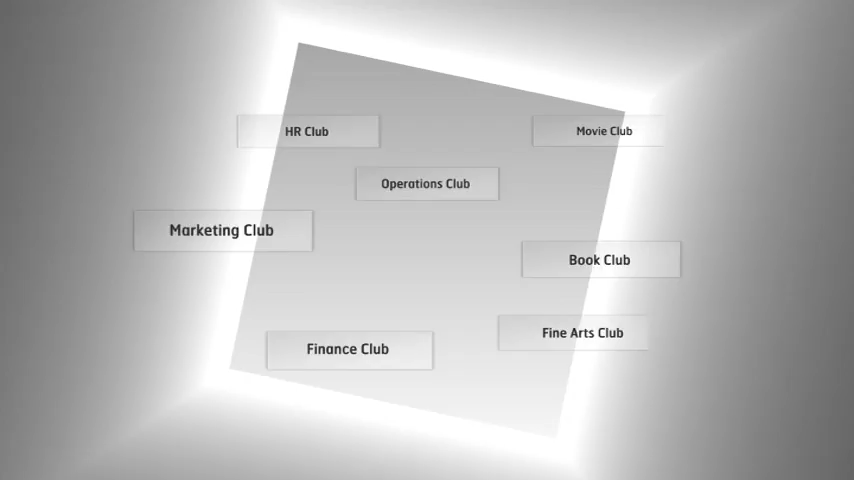 HR Club
Movie Club
Operations Club
Marketing Club
Book Club
Fine Arts Club
Finance Club